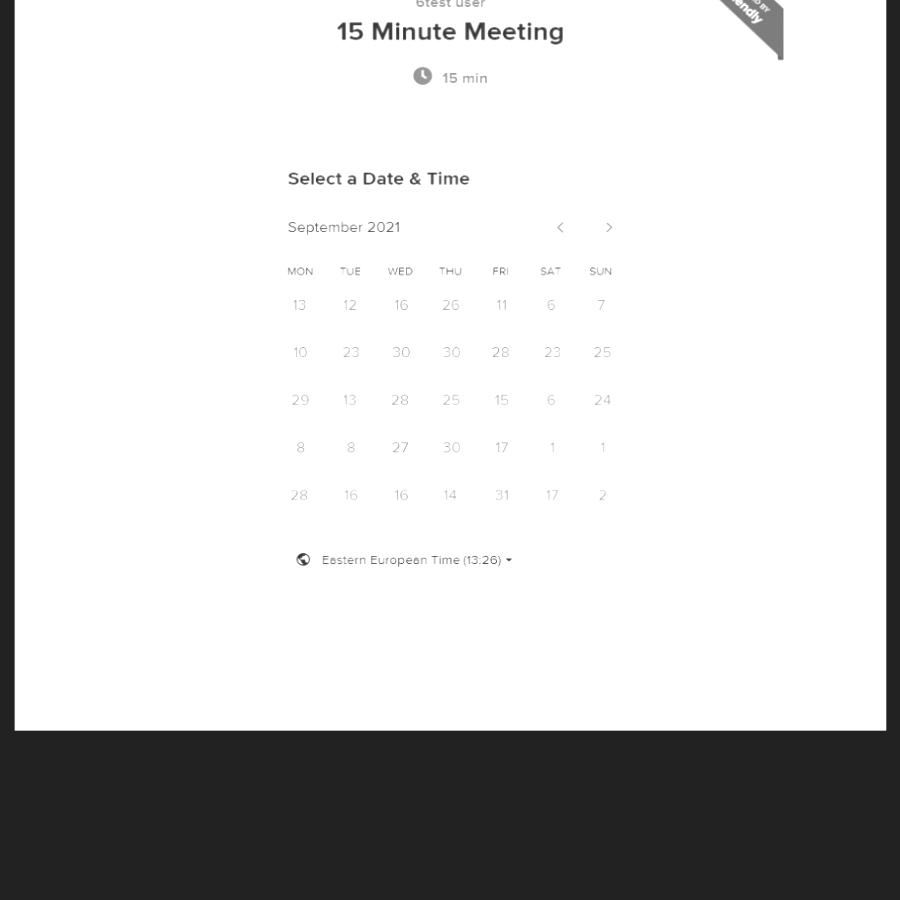 6test user
15 Minute Meeting
15 min
Select a Date & Time
September 2021
MON TUE WED THU FRI SAT SUN
13 12 16 26 11 6 7
10 23 30 30 28 23 25
29 13 28 25 15 6 24
8 8 27 30 17 1 1
28 16 16 14 31 17 2
Eastern European Time (13:26)